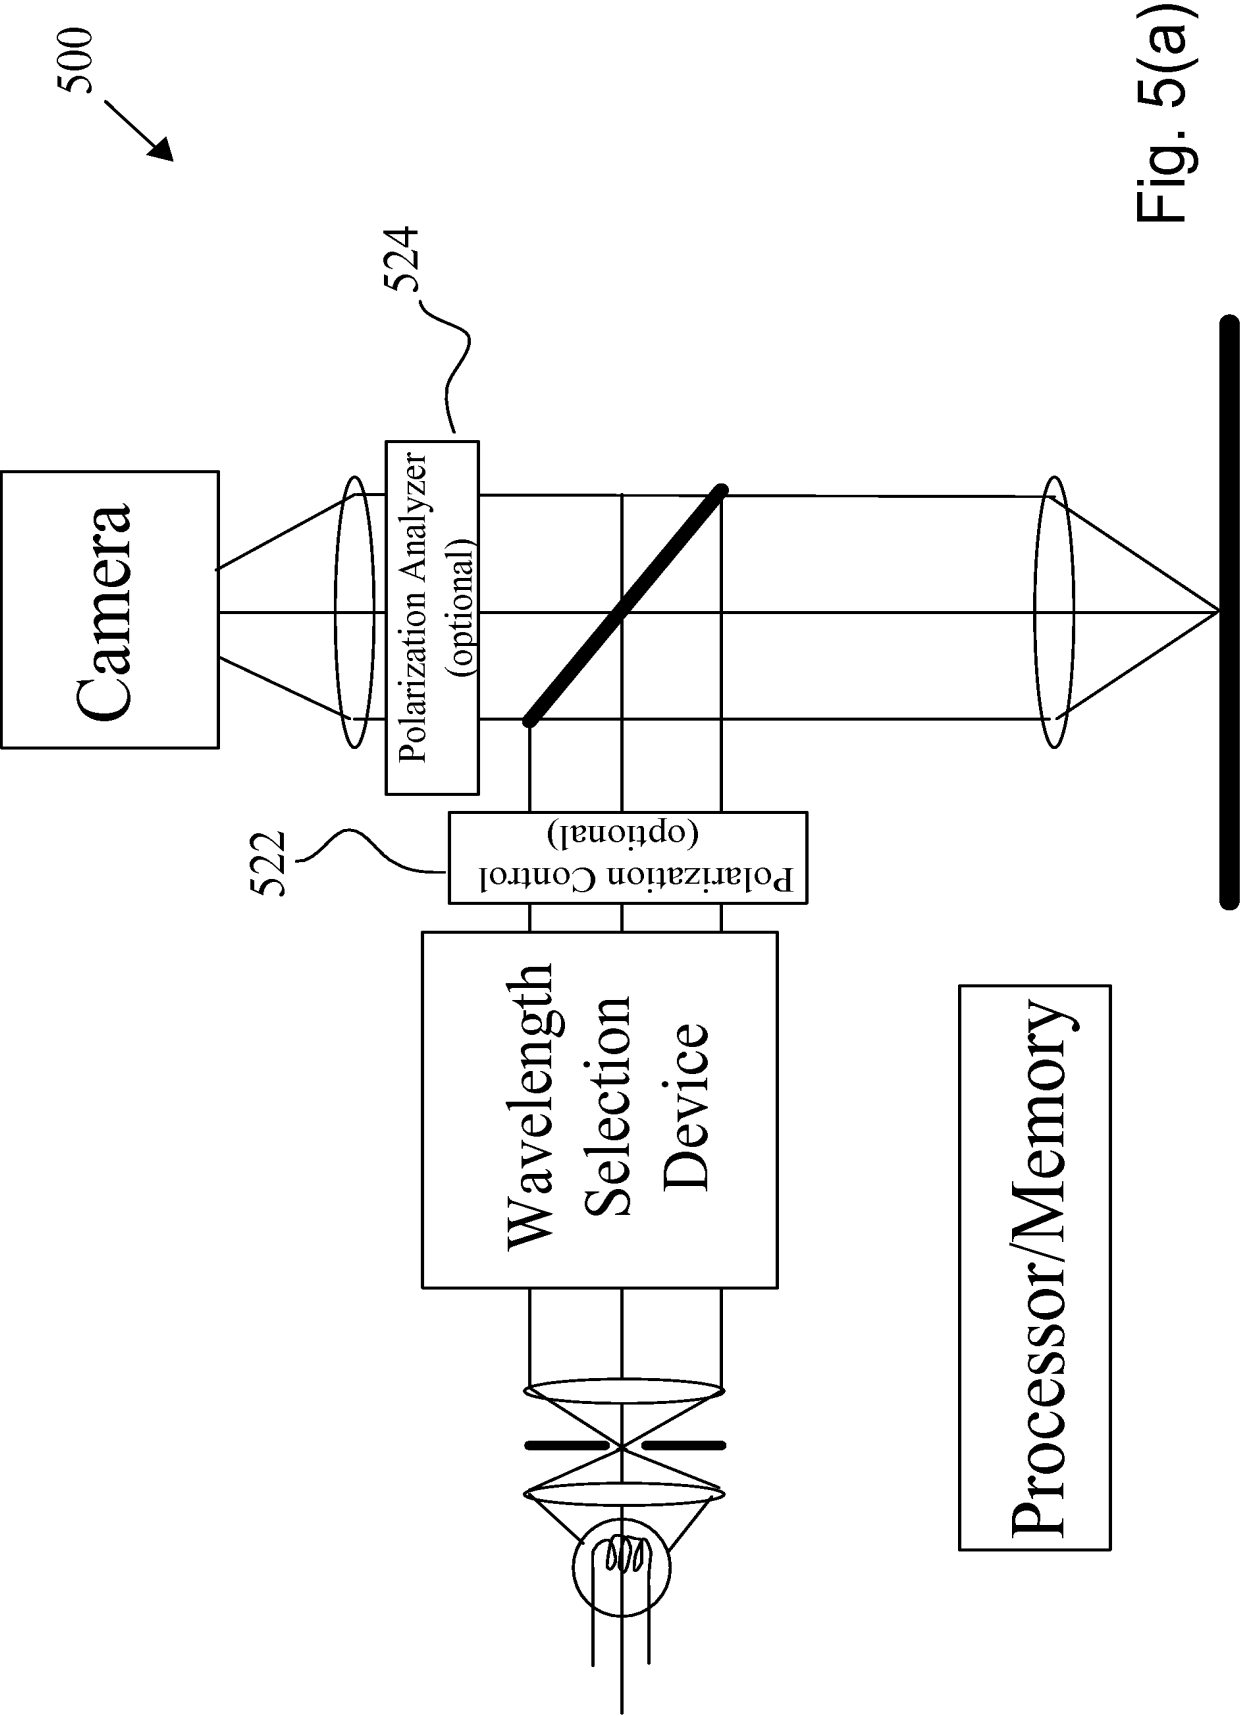 500
Camera
524
Polarization Analyzer
(optional)
522
Polarization Control
(optional)
Wavelength
Selection
Device
Processor/Memory
Fig. 5(a)